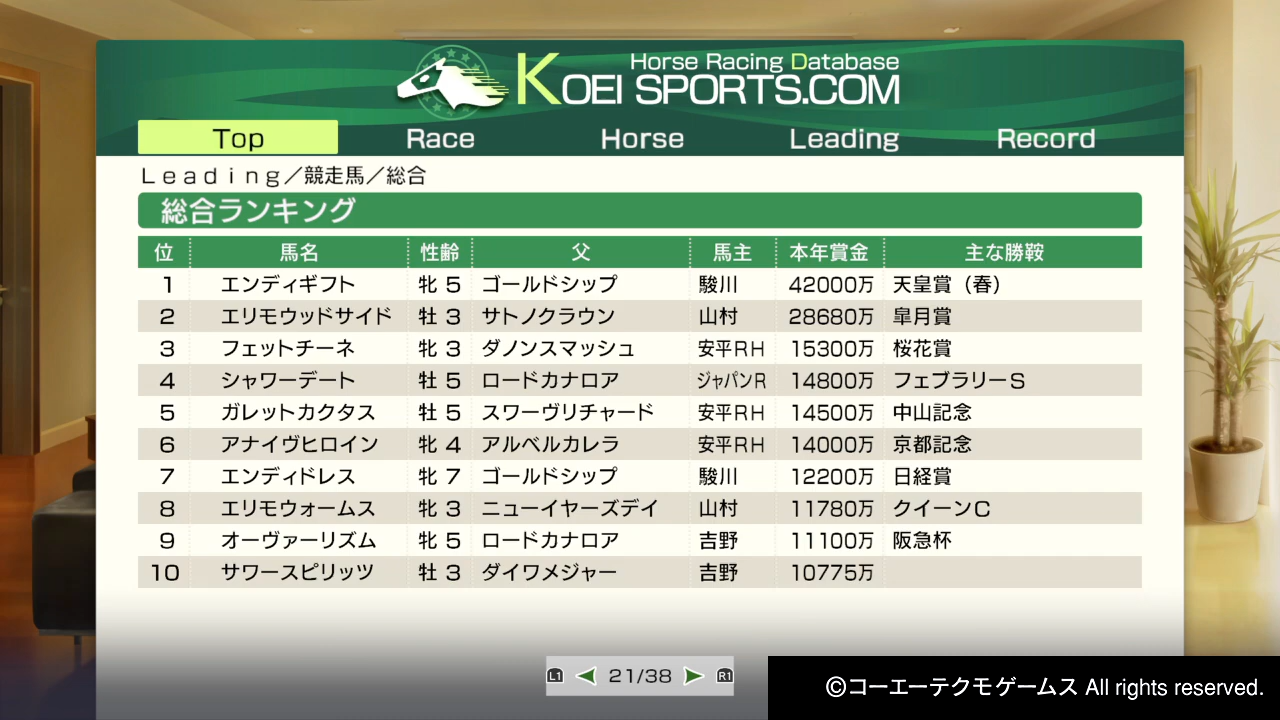 Horse Racing Database
KOEI SPORTS.COM
Top Race Horse Leading Record
Ｌｅａｄｉｎｇ／競走馬／総合
総合ランキング
位 馬名 性齢 父 馬主 本年賞金 主な勝鞍
1 エンディギフト 牝 5 ゴールドシップ 駿川 42000万 天皇賞（春）
2 エリモウッドサイド 牡 3 サトノクラウン 山村 28680万 皐月賞
3 フェットチーネ 牝 3 ダノンスマッシュ 安平ＲＨ 15300万 桜花賞
4 シャワーデート 牡 5 ロードカナロア ジャパンＲ 14800万 フェブラリーＳ
5 ガレットカクタス 牡 5 スワーヴリチャード 安平ＲＨ 14500万 中山記念
6 アナイヴヒロイン 牝 4 アルベルカレラ 安平ＲＨ 14000万 京都記念
7 エンディドレス 牝 7 ゴールドシップ 駿川 12200万 日経賞
8 エリモウォームス 牝 3 ニューイヤーズデイ 山村 11780万 クイーンＣ
9 オーヴァーリズム 牝 5 ロードカナロア 吉野 11100万 阪急杯
10 サワースピリッツ 牡 3 ダイワメジャー 吉野 10775万
L1 ◀ 21/38 ▶ R1
©コーエーテクモゲームス All rights reserved.